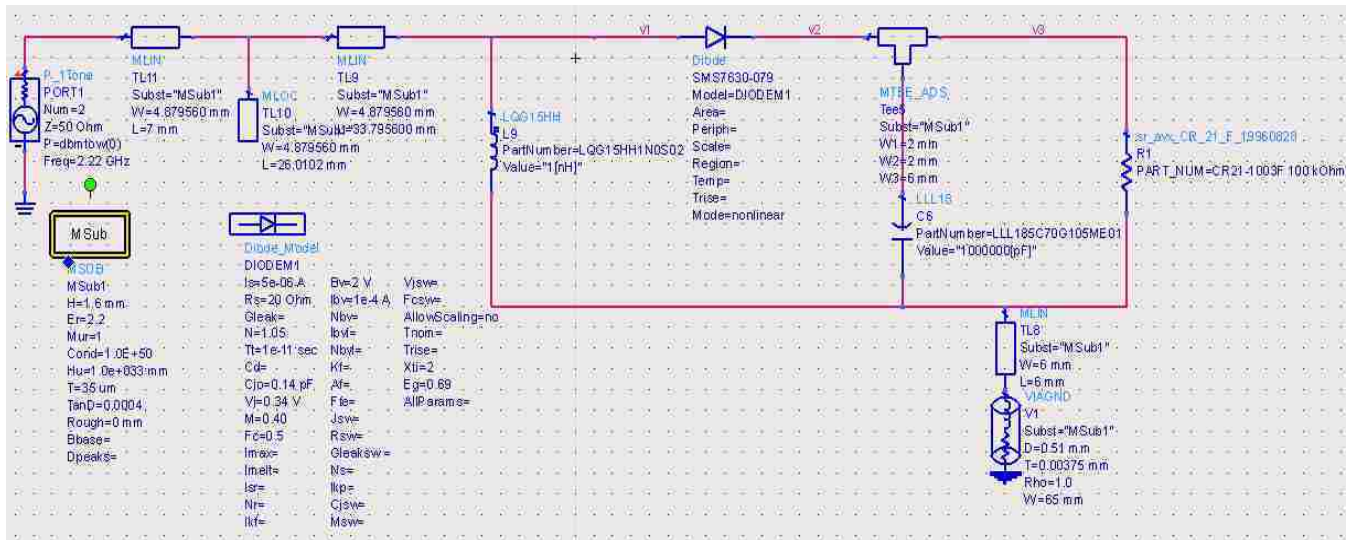 V1
V2
V3
P_1Tone
PORT1
Num=2
Z=50 Ohm
P=dbmtow(0)
Freq=2.22 GHz
MLIN
TL11
Subst="MSub1"
W=4.879560 mm
L=7 mm
MLOC
TL10
Subst="MSub1"
W=4.879560 mm
L=26.0102 mm
MLIN
TL9
Subst="MSub1"
W=4.879560 mm
L=33.795600 mm
LQG15HH
L9
PartNumber=LQG15HH1N0S02
Value="1[nH]"
Diode
SMS7630-079
Model=DIODEM1
Area=
Periph=
Scale=
Region=
Temp=
Trise=
Mode=nonlinear
MTEE_ADS
Tee5
Subst="MSub1"
W1=2 mm
W2=2 mm
W3=6 mm
LLL18
C6
PartNumber=LLL185C70G105ME01
Value="1000000[pF]"
sr_avx_CR_21_F_19960828
R1
PART_NUM=CR21-1003F 100 kOhm
MSub
MSUB
MSub1
H=1.6 mm
Er=2.2
Mur=1
Cond=1.0E+50
Hu=1.0e+033 mm
T=35 um
TanD=0.0004
Rough=0 mm
Bbase=
Dpeaks=
Diode_Model
DIODEM1
Is=5e-06 A
Rs=20 Ohm
Gleak=
N=1.05
Tt=1e-11 sec
Cd=
Cjo=0.14 pF
Vj=0.34 V
M=0.40
Fc=0.5
Imax=
Imelt=
Isr=
Nr=
Ikf=
Bv=2 V
Ibv=1e-4 A
Nbv=
Ibvl=
Nbvl=
Kf=
Af=
Ffe=
Jsw=
Rsw=
Gleaksw=
Ns=
Ikp=
Cjsw=
Msw=
Vjsw=
Fcsw=
AllowScaling=no
Tnom=
Trise=
Xti=2
Eg=0.69
AllParams=
MLIN
TL8
Subst="MSub1"
W=6 mm
L=6 mm
VIAGND
V1
Subst="MSub1"
D=0.51 mm
T=0.00375 mm
Rho=1.0
W=65 mm